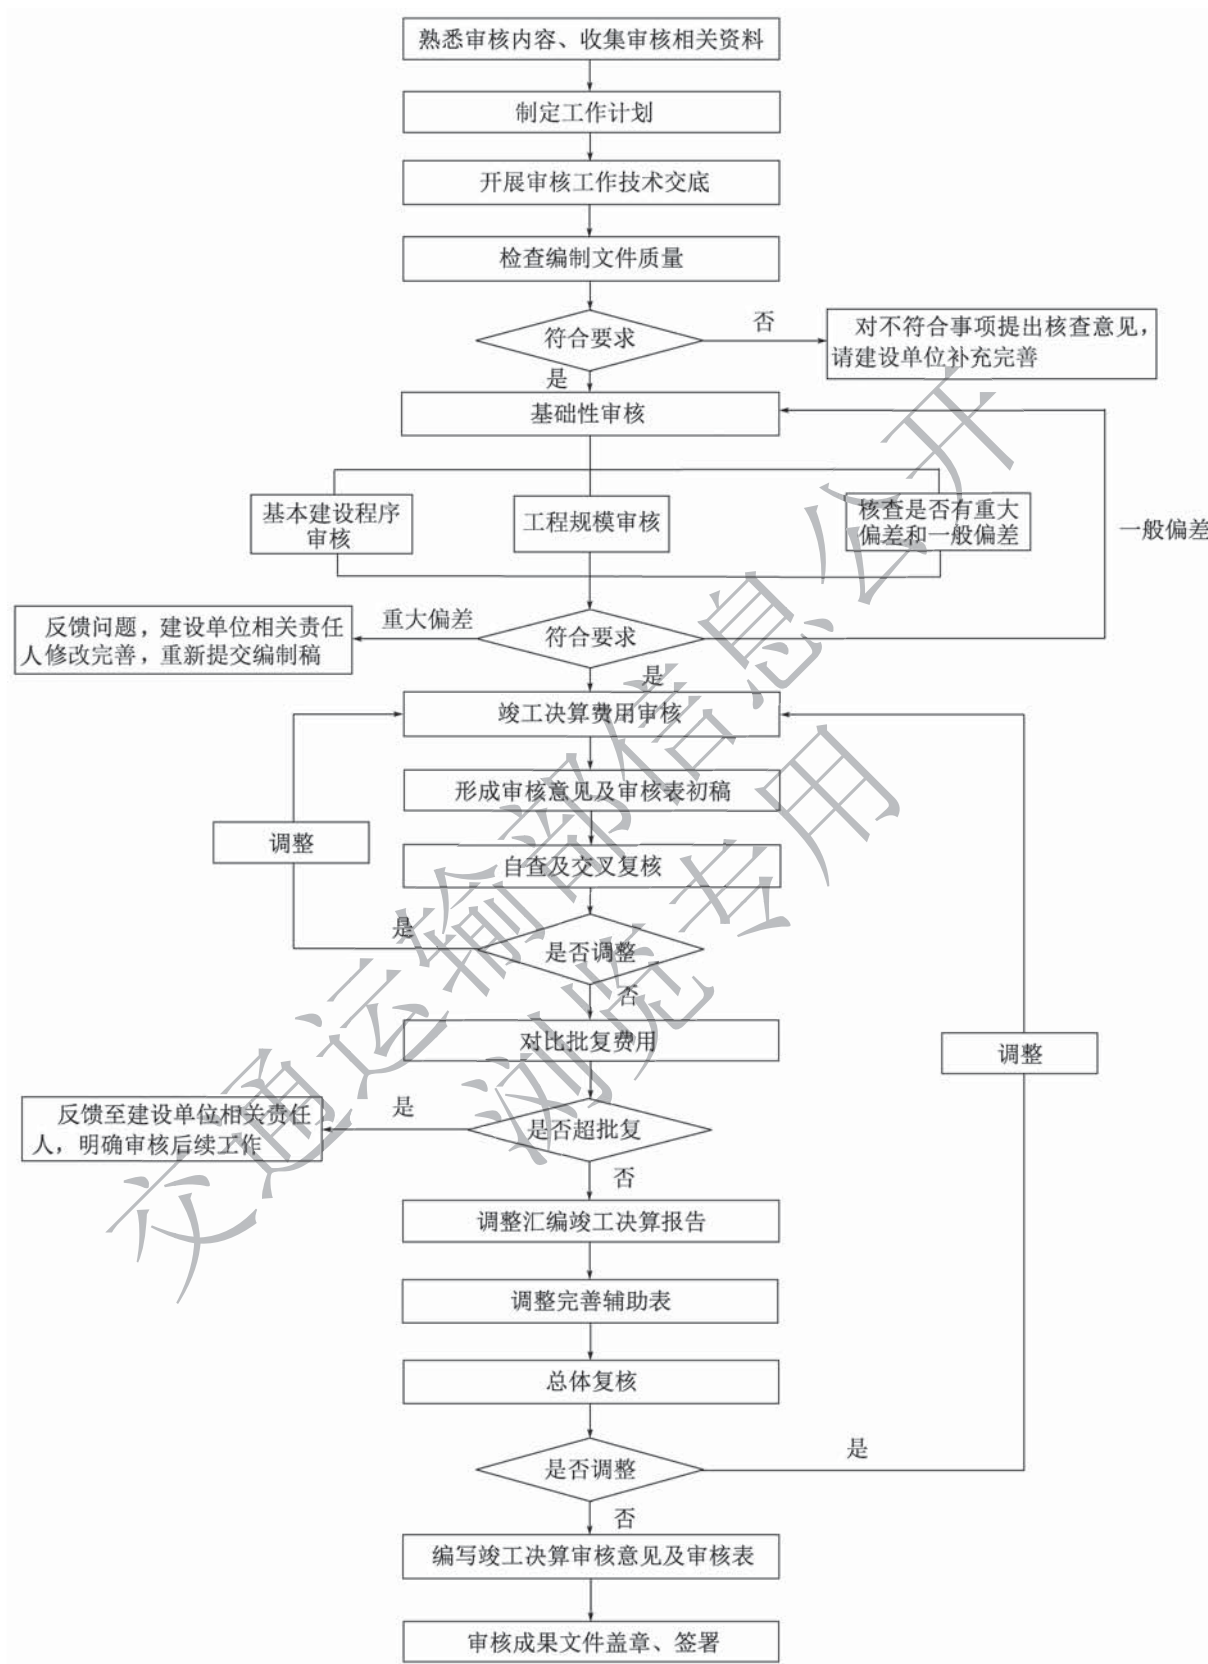 熟悉审核内容、收集审核相关资料
制定工作计划
开展审核工作技术交底
检查编制文件质量
符合要求
否
对不符合事项提出核查意见，
请建设单位补充完善
是
基础性审核
基本建设程序
审核
工程规模审核
核查是否有重大
偏差和一般偏差
一般偏差
反馈问题，建设单位相关责任
人修改完善，重新提交编制稿
重大偏差
符合要求
是
竣工决算费用审核
形成审核意见及审核表初稿
调整
自查及交叉复核
是
是否调整
否
对比批复费用
调整
反馈至建设单位相关责任
人，明确审核后续工作
是
是否超批复
否
调整汇编竣工决算报告
调整完善辅助表
总体复核
是否调整
是
否
编写竣工决算审核意见及审核表
审核成果文件盖章、签署
交通运输部信息公开
浏览专用